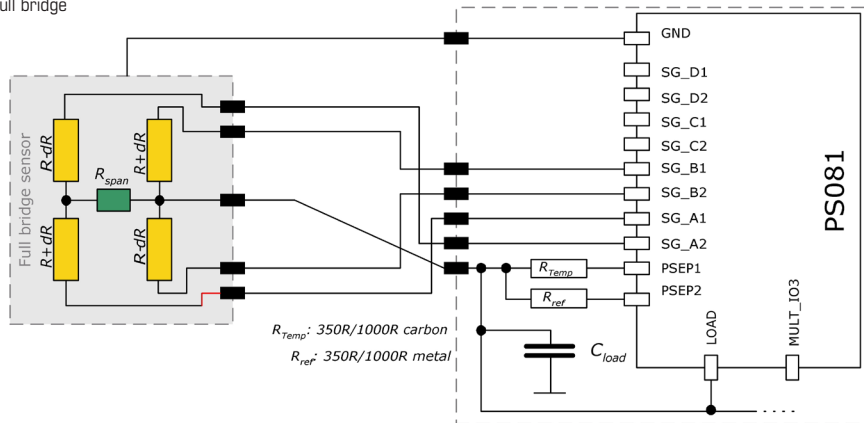 full bridge
Full bridge sensor
R-dR
R+dR
Rspan
R+dR
R-dR
GND
SG_D1
SG_D2
SG_C1
SG_C2
SG_B1
SG_B2
SG_A1
SG_A2
PSEP1
PSEP2
PS081
LOAD
MULT_IO3
RTemp
Rref
Cload
RTemp: 350R/1000R carbon
Rref: 350R/1000R metal